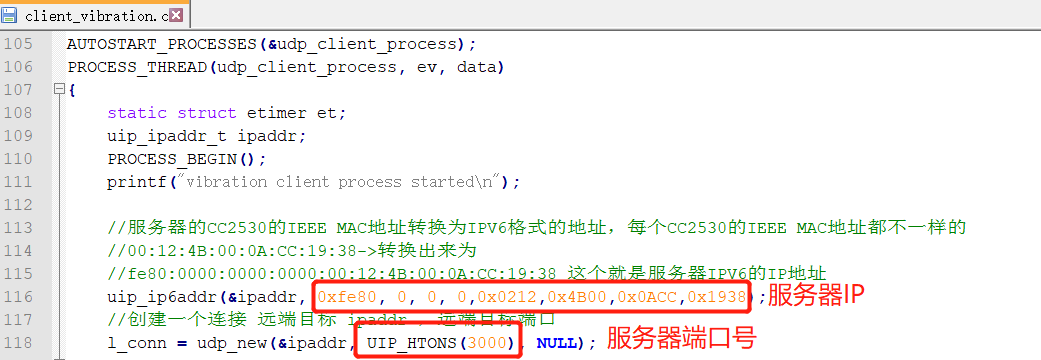 client_vibration.c
105 AUTOSTART_PROCESSES(&udp_client_process);
106 PROCESS_THREAD(udp_client_process, ev, data)
107 {
108 static struct etimer et;
109 uip_ipaddr_t ipaddr;
110 PROCESS_BEGIN();
111 printf("vibration client process started\n");
112
113 //服务器的CC2530的IEEE MAC地址转换为IPV6格式的地址，每个CC2530的IEEE MAC地址都不一样的
114 //00:12:4B:00:0A:CC:19:38->转换出来为
115 //fe80:0000:0000:0000:00:12:4B:00:0A:CC:19:38 这个就是服务器IPV6的IP地址
116 uip_ip6addr(&ipaddr, 0xfe80, 0, 0, 0,0x0212,0x4B00,0x0ACC,0x1938); 服务器IP
117 //创建一个连接 远端目标 ipaddr , 远端目标端口
118 l_conn = udp_new(&ipaddr, UIP_HTONS(3000), NULL); 服务器端口号